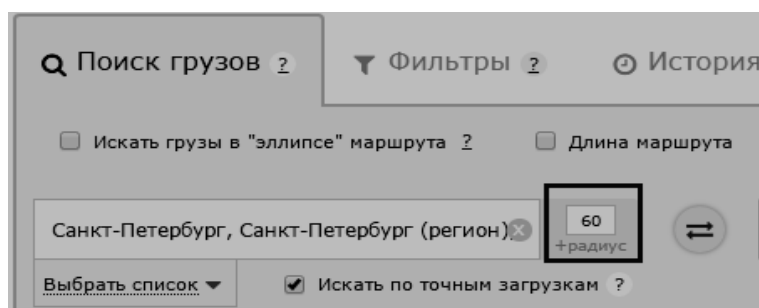 Поиск грузов ? Фильтры ? История
Искать грузы в "эллипсе" маршрута ? Длина маршрута
Санкт-Петербург, Санкт-Петербург (регион) 60
+радиус
Выбрать список Искать по точным загрузкам ?